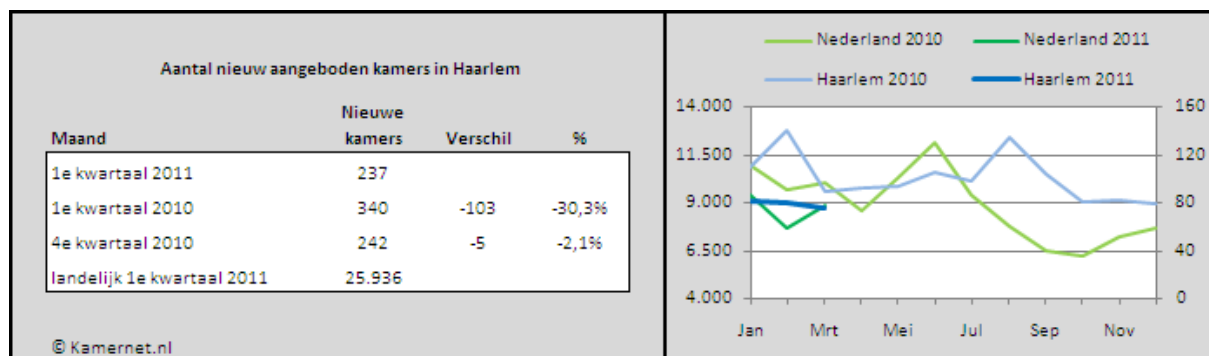 Aantal nieuw aangeboden kamers in Haarlem
Nieuwe
Maand kamers Verschil %
1e kwartaal 2011 237
1e kwartaal 2010 340 -103 -30,3%
4e kwartaal 2010 242 -5 -2,1%
landelijk 1e kwartaal 2011 25.936
© Kamernet.nl
Nederland 2010 Nederland 2011
Haarlem 2010 Haarlem 2011
14.000 160
11.500 120
9.000 80
6.500 40
4.000 0
Jan Mrt Mei Jul Sep Nov